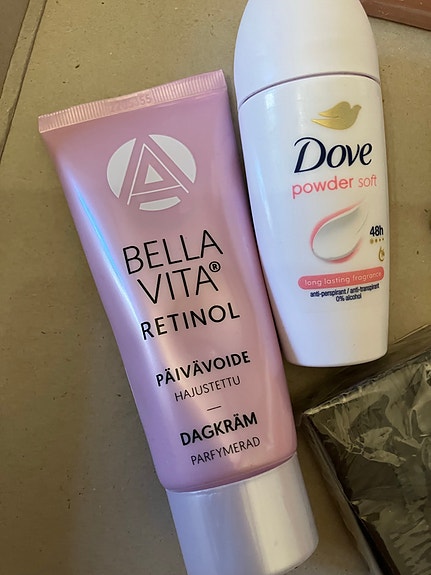 BELLA
VITA®
RETINOL
PÄIVÄVOIDE
HAJUSTETTU
—
DAGKRÄM
PARFYMERAD
Dove
powder soft
48h
long lasting fragrance
anti-perspirant / anti-transpirant
0% alcohol